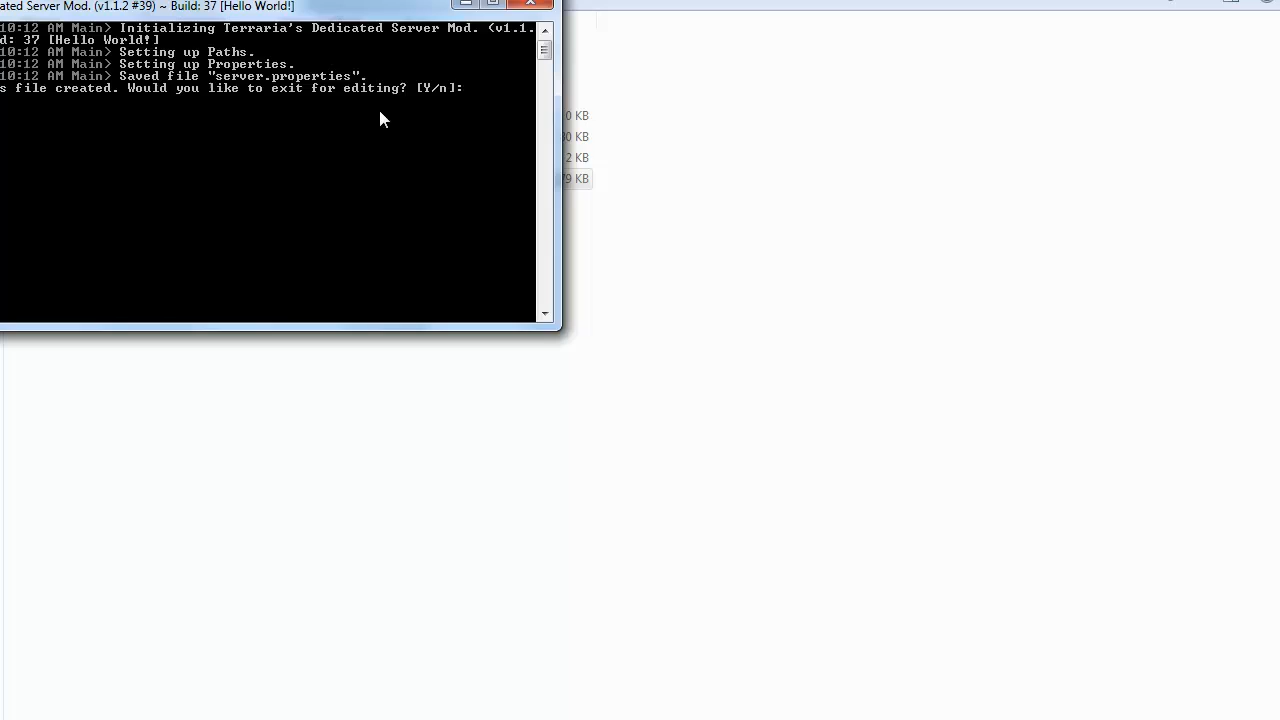 ated Server Mod. (v1.1.2 #39) ~ Build: 37 [Hello World!]
10:12 AM Main> Initializing Terraria's Dedicated Server Mod. (v1.1.
d: 37 [Hello World!]
10:12 AM Main> Setting up Paths.
10:12 AM Main> Setting up Properties.
10:12 AM Main> Saved file "server.properties".
s file created. Would you like to exit for editing? [Y/n]:
0 KB
30 KB
2 KB
79 KB